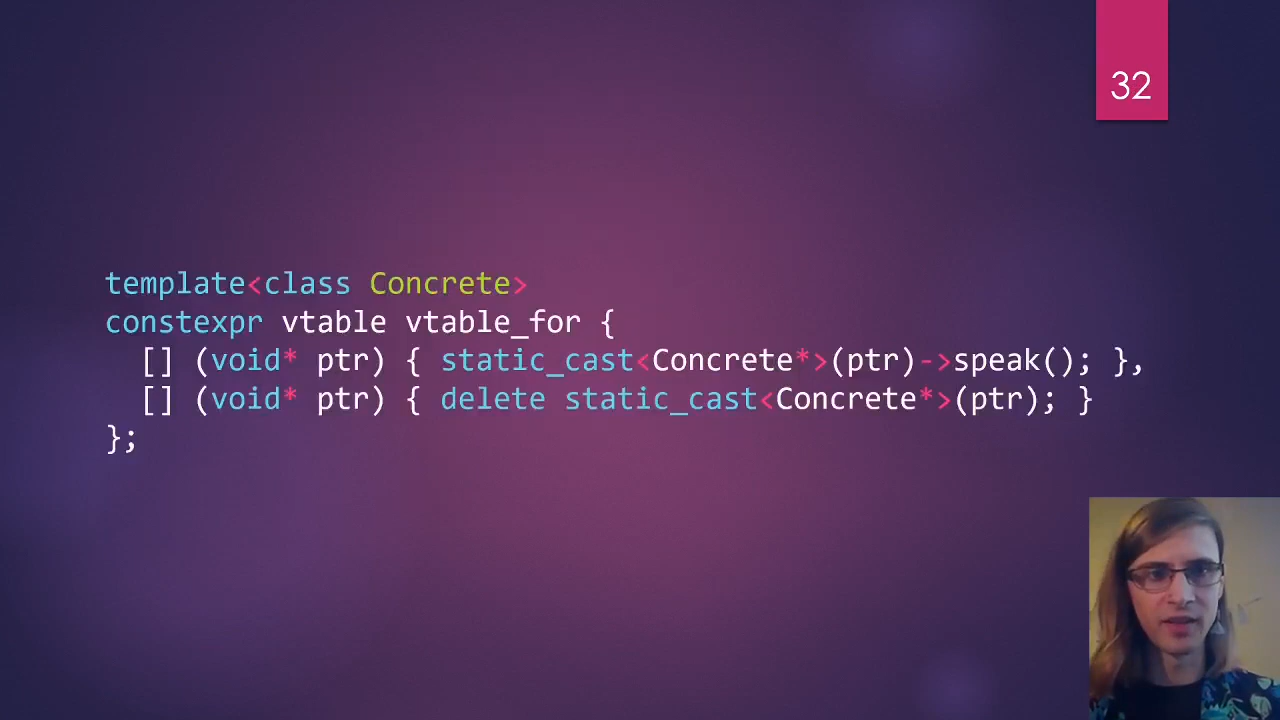 32
template<class Concrete>
constexpr vtable vtable_for {
  [] (void* ptr) { static_cast<Concrete*>(ptr)->speak(); },
  [] (void* ptr) { delete static_cast<Concrete*>(ptr); }
};